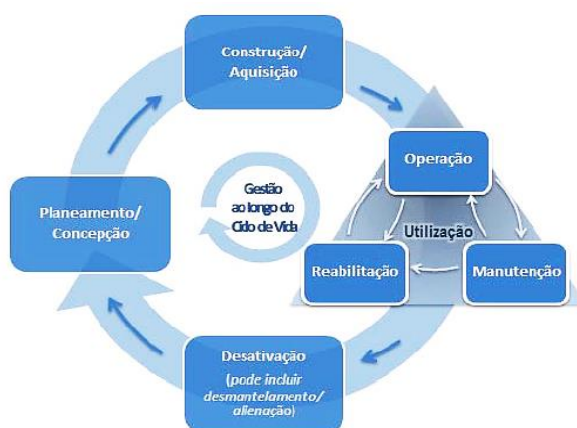 Construção/
Aquisição
Operação
Utilização
Reabilitação
Manutenção
Gestão
ao longo do
Ciclo de Vida
Planeamento/
Concepção
Desativação
(pode incluir
desmantelamento/
alienação)